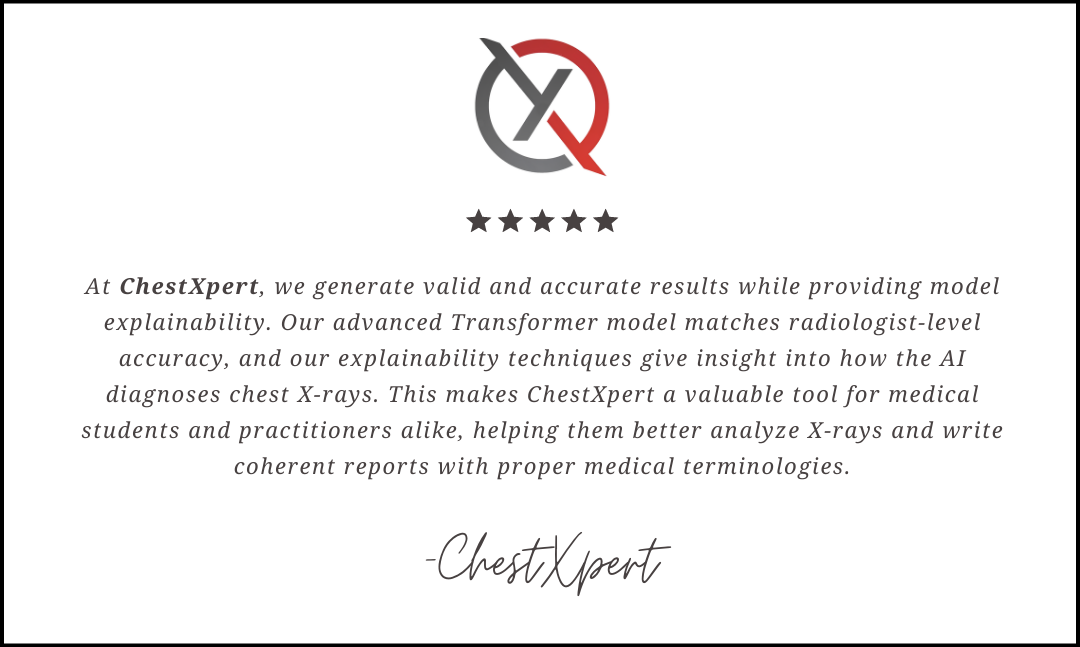 At ChestXpert, we generate valid and accurate results while providing model
explainability. Our advanced Transformer model matches radiologist-level
accuracy, and our explainability techniques give insight into how the AI
diagnoses chest X-rays. This makes ChestXpert a valuable tool for medical
students and practitioners alike, helping them better analyze X-rays and write
coherent reports with proper medical terminologies.
-ChestXpert